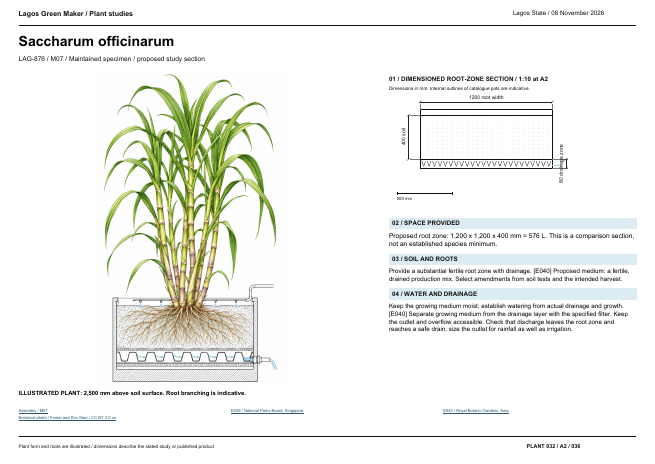 Lagos Green Maker / Plant studies
Lagos State / 08 November 2026
Saccharum officinarum
LAG-876 / M07 / Maintained specimen / proposed study section
01 / DIMENSIONED ROOT-ZONE SECTION / 1:10 at A2
Dimensions in mm. Internal outlines of catalogue pots are indicative.
1200 root width
400 soil
80 drainage zone
500 mm
02 / SPACE PROVIDED
Proposed root zone: 1,200 x 1,200 x 400 mm = 576 L. This is a comparison section,
not an established species minimum.
03 / SOIL AND ROOTS
Provide a substantial fertile root zone with drainage. [E040] Proposed medium: a fertile,
drained production mix. Select amendments from soil tests and the intended harvest.
04 / WATER AND DRAINAGE
Keep the growing medium moist; establish watering from actual drainage and growth.
[E040] Separate growing medium from the drainage layer with the specified filter. Keep
the outlet and overflow accessible. Check that discharge leaves the root zone and
reaches a safe drain; size the outlet for rainfall as well as irrigation.
ILLUSTRATED PLANT: 2,500 mm above soil surface. Root branching is indicative.
Assembly / M07
E039 / National Parks Board, Singapore
E040 / Royal Botanic Gardens, Kew
Botanical photo / Forest and Kim Starr / CC BY 3.0 us
Plant form and roots are illustrated / dimensions describe the stated study or published product
PLANT 032 / A2 / 036